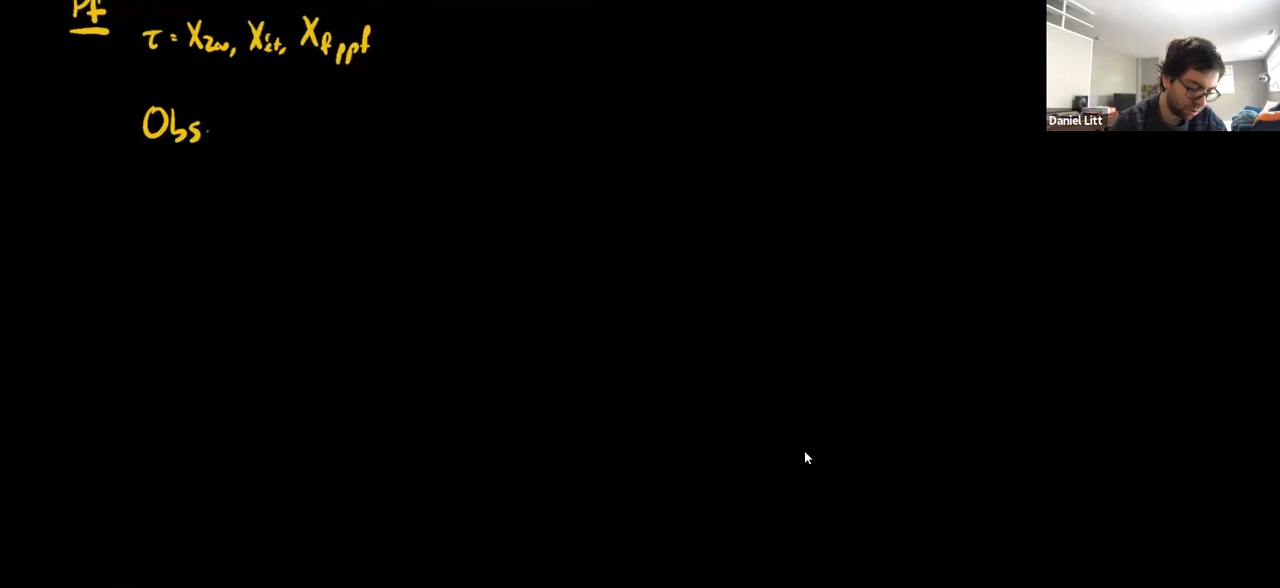 Pf
τ = X_zar, X_ét, X_fppf
Obs.
Daniel Litt